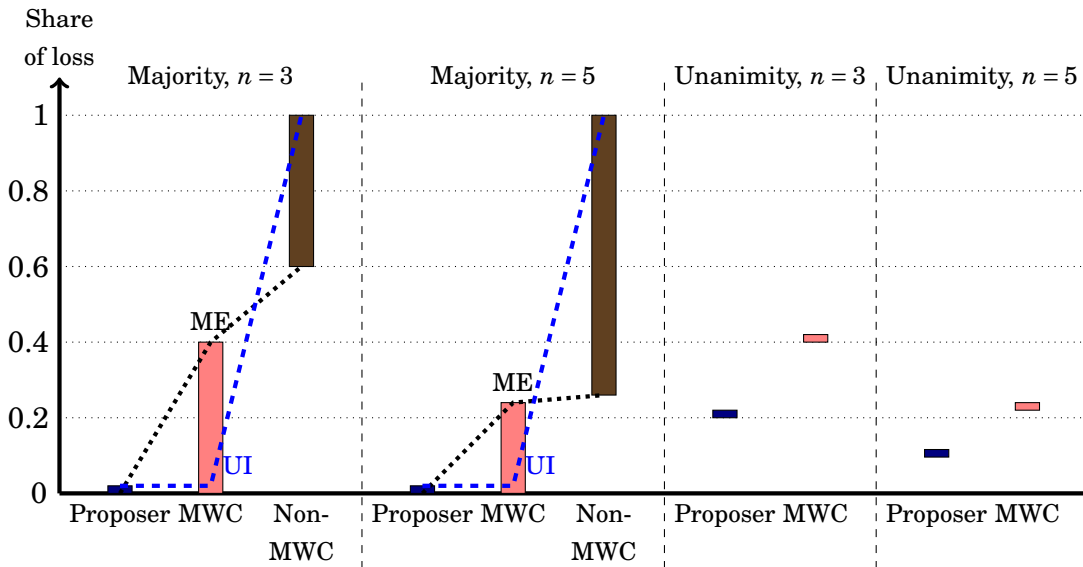 Share
of loss
Majority, n = 3
Majority, n = 5
Unanimity, n = 3
Unanimity, n = 5
1
0.8
0.6
0.4
0.2
0
ME
UI
ME
UI
Proposer MWC Non-
MWC
Proposer MWC Non-
MWC
Proposer MWC
Proposer MWC